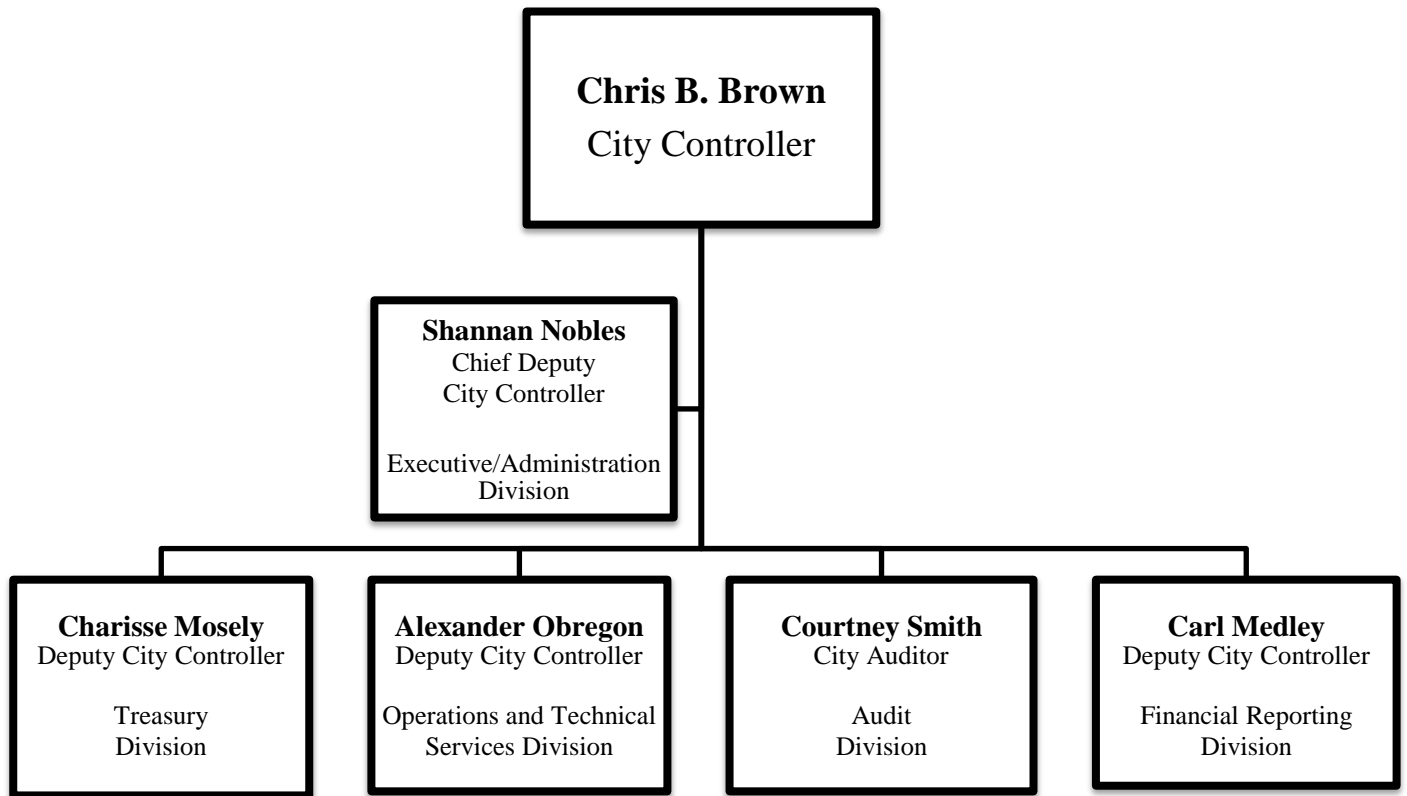 Chris B. Brown
City Controller
Shannan Nobles
Chief Deputy
City Controller
Executive/Administration
Division
Charisse Mosely
Deputy City Controller
Treasury
Division
Alexander Obregon
Deputy City Controller
Operations and Technical
Services Division
Courtney Smith
City Auditor
Audit
Division
Carl Medley
Deputy City Controller
Financial Reporting
Division